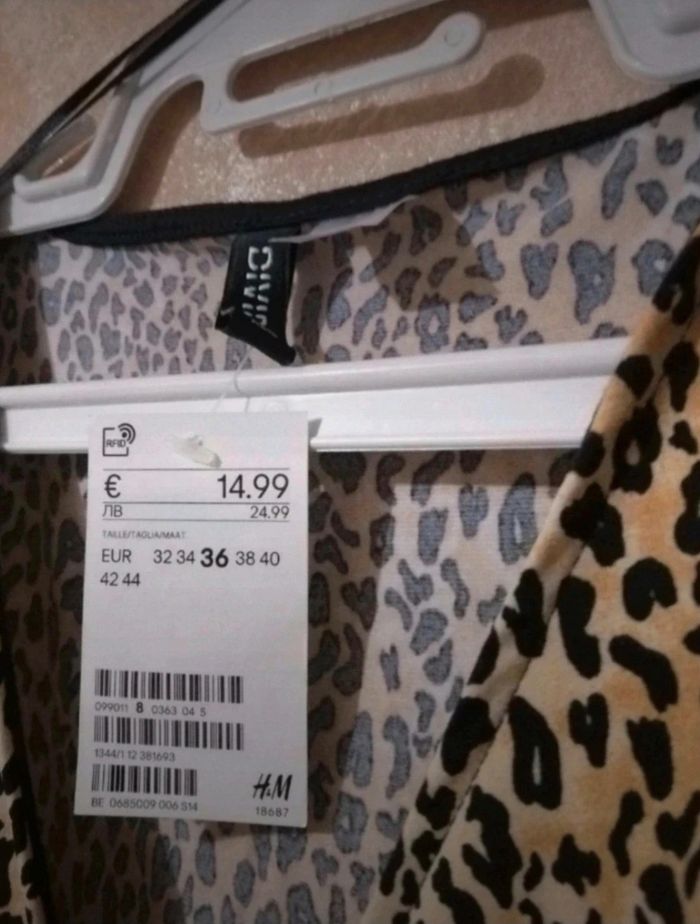 DIVIDED
RFID
€ 14.99
ЛВ 24.99
TAILLE/TAGLIA/MAAT
EUR 32 34 36 38 40
42 44
099011 8 0363 04 5
1344/1 12 381693
H&M
BE 0685009 006 S14
18687